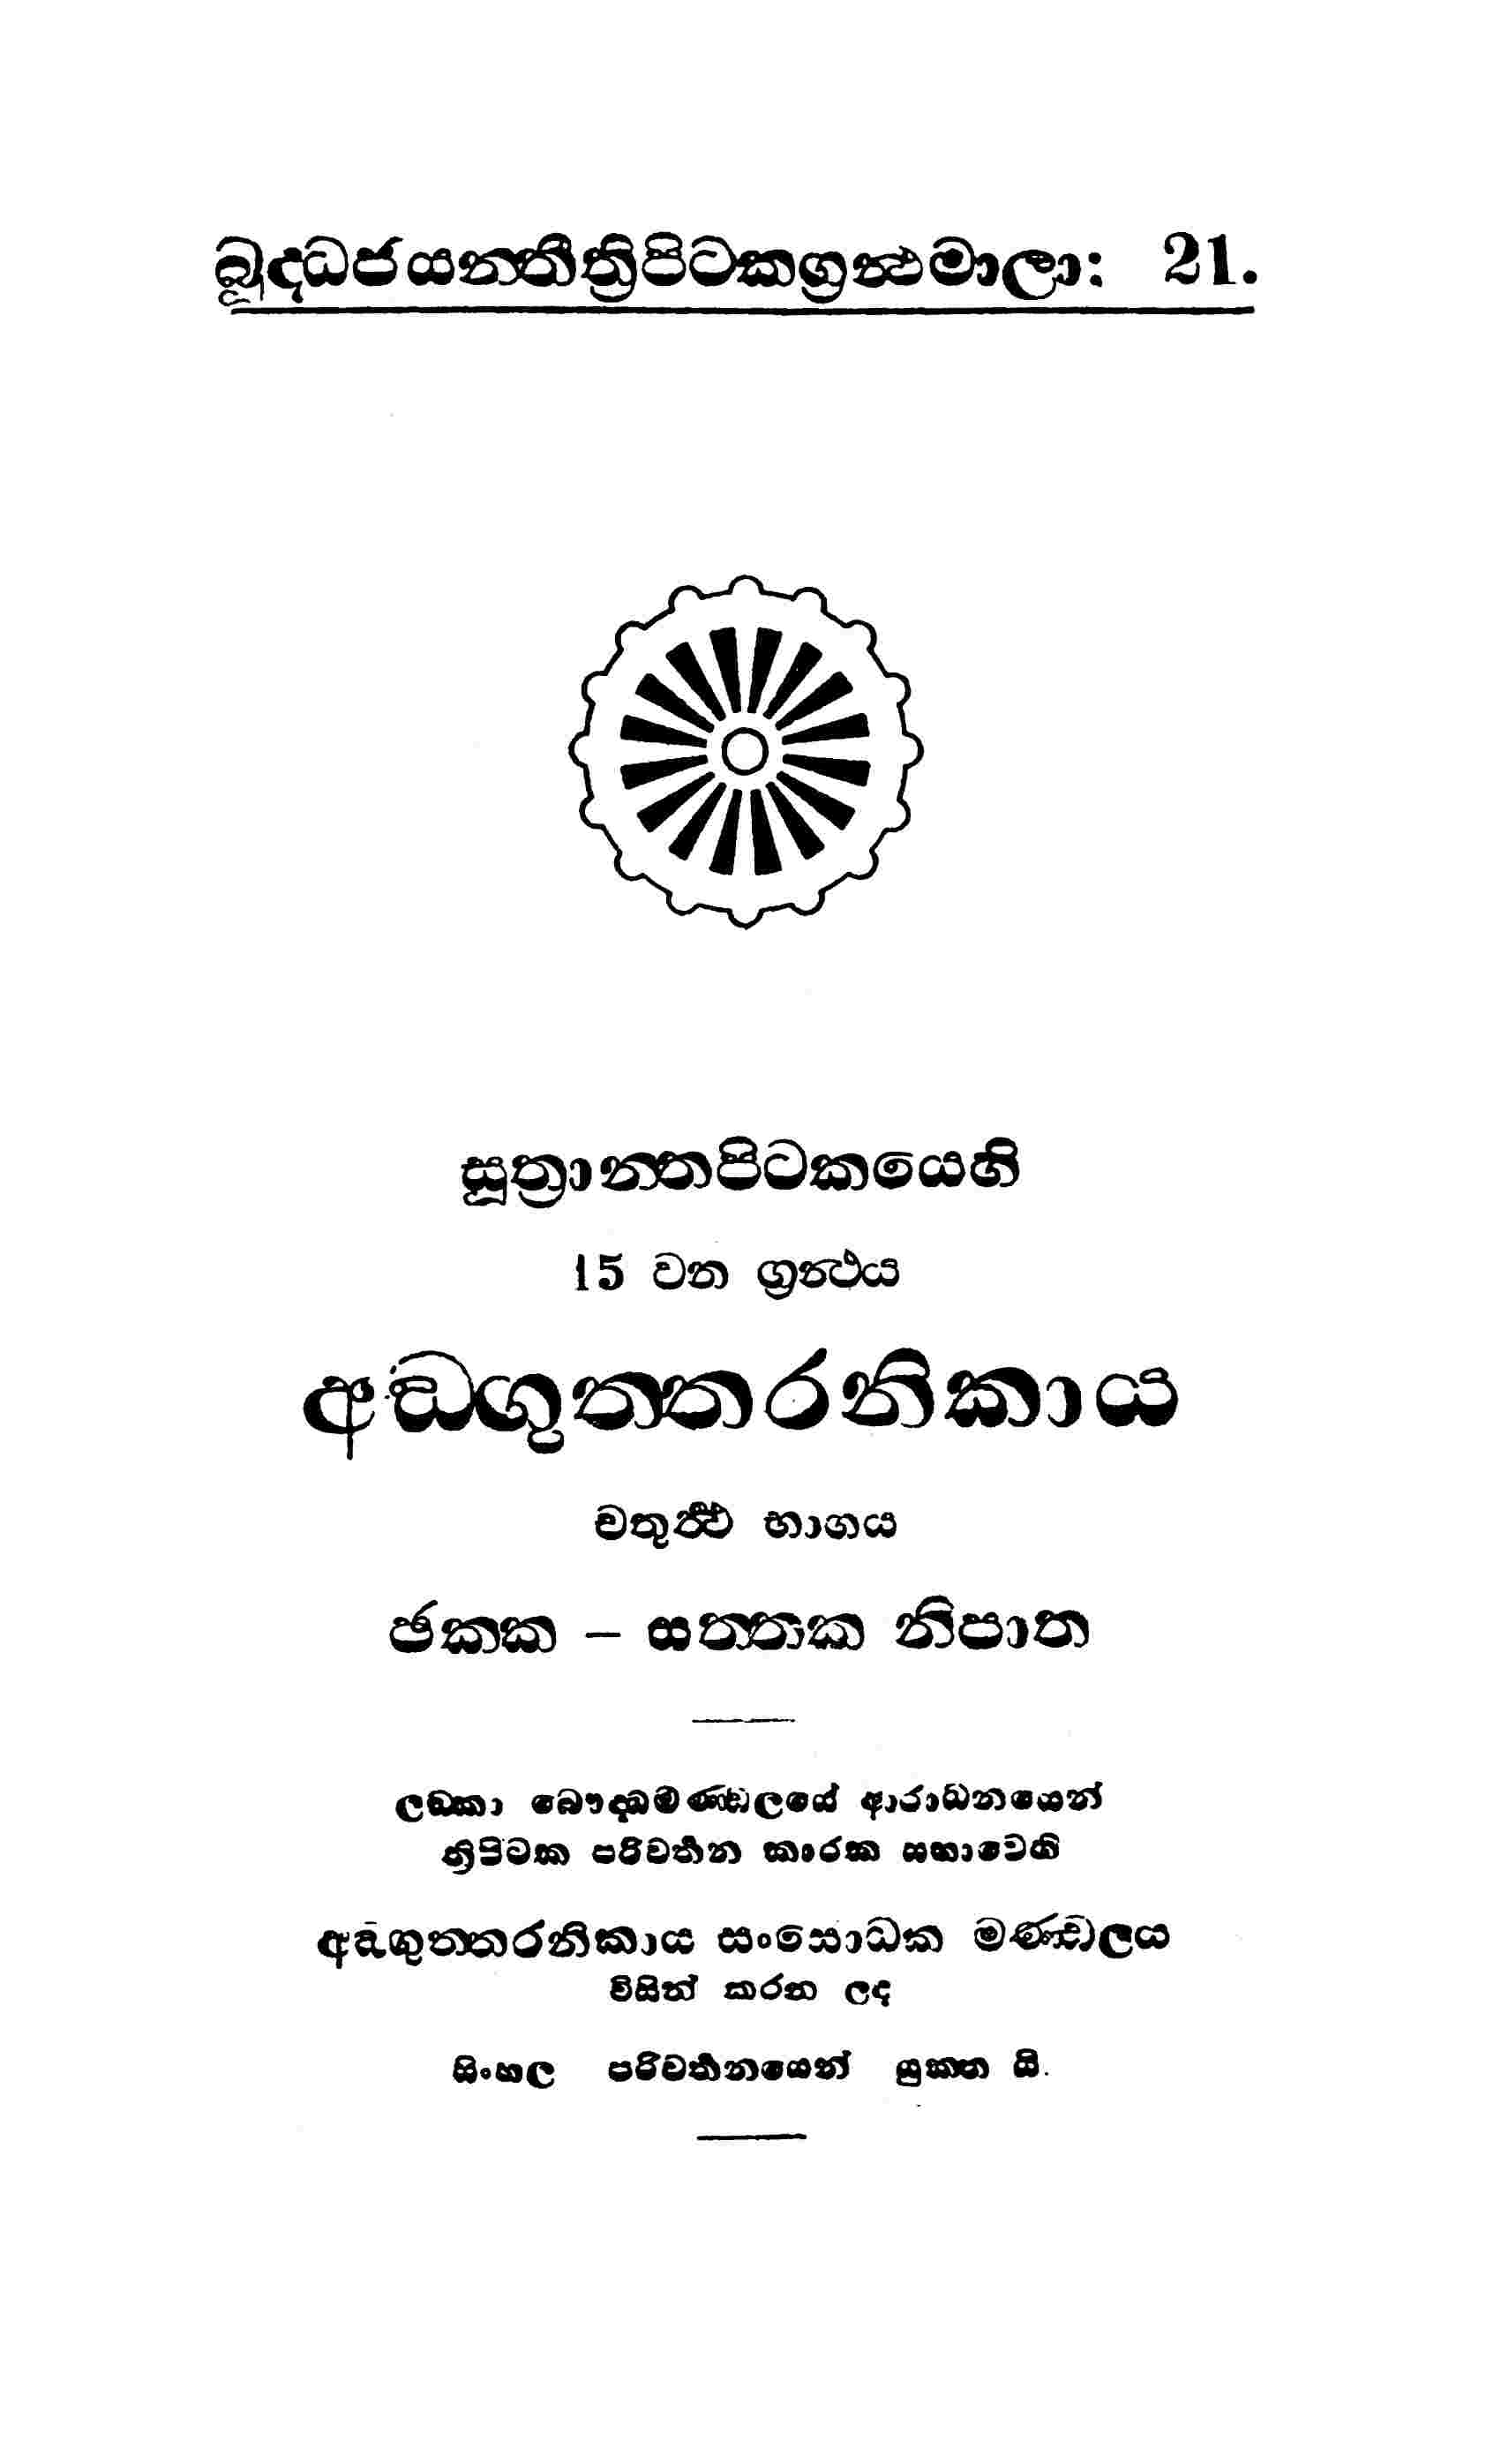 බුද්ධජයන්තීත්‍රිපිටකග්‍රන්ථමාලා: 21.
සූත්‍රාන්තපිටකයෙහි
15 වන ග්‍රන්ථය
අඞ්ගුත්තරනිකාය
චතුර්ත්‍ථ භාගය
ඡක්ක – සත්තක නිපාත
ලඞ්කා බෞද්ධමණ්ඩලයේ ආරාධනයෙන්
ත්‍රිපිටක පරිවර්තන කාරක සභාවෙහි
අඞ්ගුත්තරනිකාය සංසොධක මණ්ඩලය
විසින් කරන ලද
සිංහල පරිවර්තනයෙන් යුක්ත යි.